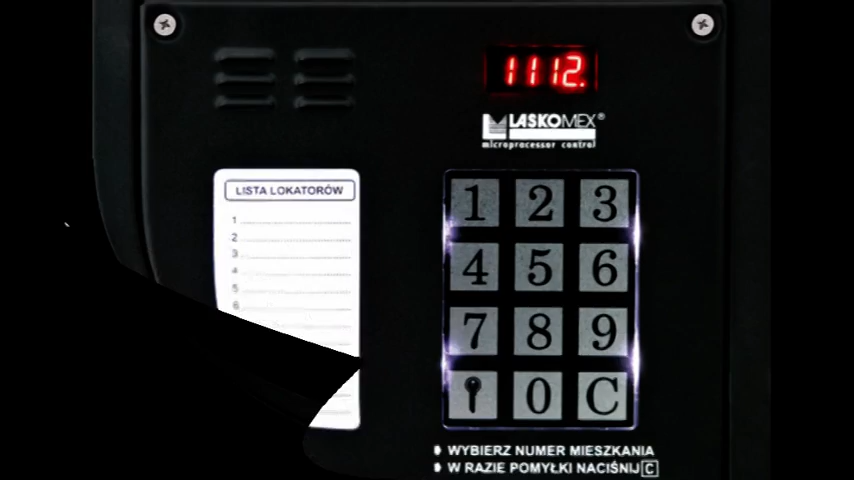 1112.
LASKOMEX®
microprocessor control
LISTA LOKATORÓW
1
2
3
4
5
6
1 2 3
4 5 6
7 8 9
0 C
WYBIERZ NUMER MIESZKANIA
W RAZIE POMYŁKI NACIŚNIJ C